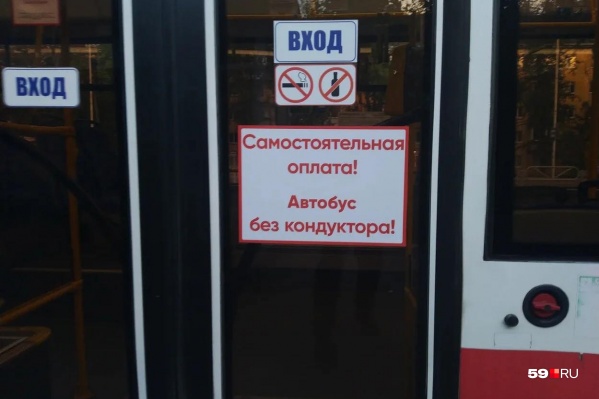 ВХОД
ВХОД
Самостоятельная
оплата!
Автобус
без кондуктора!
59.RU